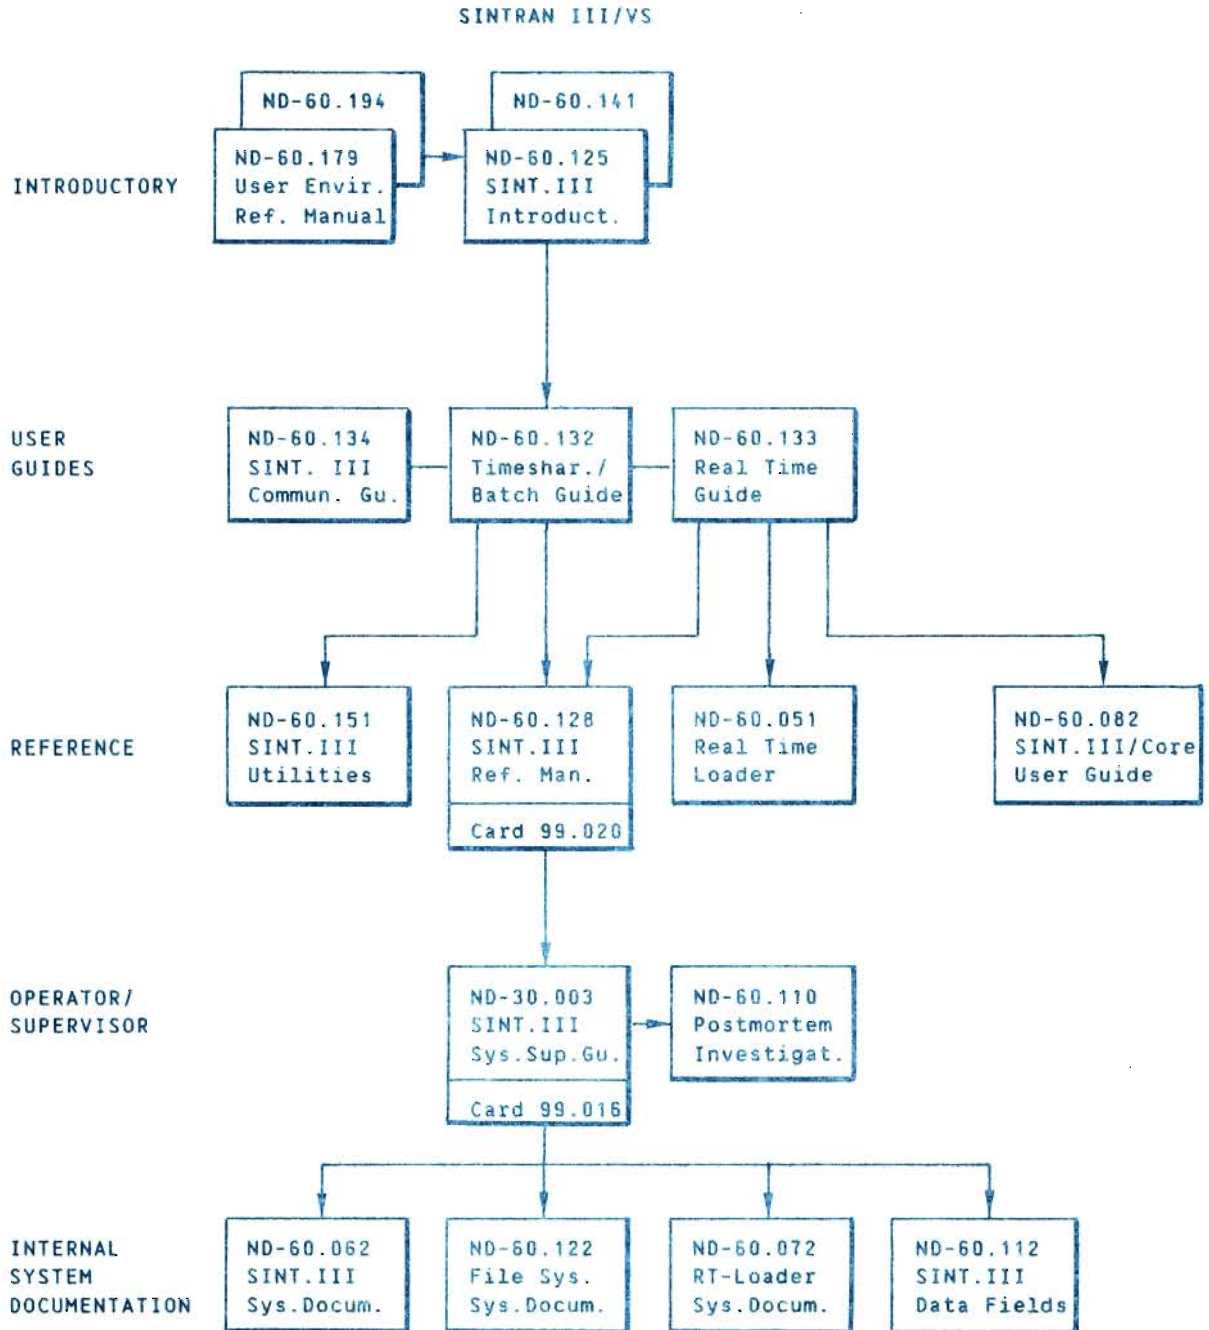 SINTRAN III/VS
ND-60.194
ND-60.141
INTRODUCTORY
ND-60.179
User Envir.
Ref. Manual
ND-60.125
SINT.III
Introduct.
USER
GUIDES
ND-60.134
SINT. III
Commun. Gu.
ND-60.132
Timeshar./
Batch Guide
ND-60.133
Real Time
Guide
REFERENCE
ND-60.151
SINT.III
Utilities
ND-60.128
SINT.III
Ref. Man.
Card 99.020
ND-60.051
Real Time
Loader
ND-60.082
SINT.III/Core
User Guide
OPERATOR/
SUPERVISOR
ND-30.003
SINT.III
Sys.Sup.Gu.
Card 99.016
ND-60.110
Postmortem
Investigat.
INTERNAL
SYSTEM
DOCUMENTATION
ND-60.062
SINT.III
Sys.Docum.
ND-60.122
File Sys.
Sys.Docum.
ND-60.072
RT-Loader
Sys.Docum.
ND-60.112
SINT.III
Data Fields